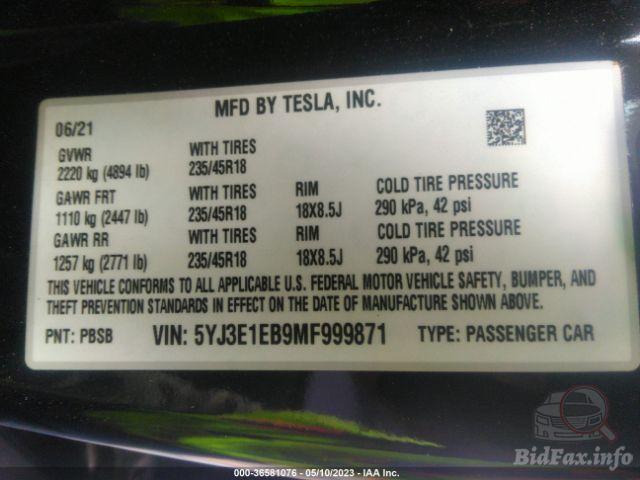 MFD BY TESLA, INC.
06/21
GVWR WITH TIRES
2220 kg (4894 lb) 235/45R18
GAWR FRT WITH TIRES RIM COLD TIRE PRESSURE
1110 kg (2447 lb) 235/45R18 18X8.5J 290 kPa, 42 psi
GAWR RR WITH TIRES RIM COLD TIRE PRESSURE
1257 kg (2771 lb) 235/45R18 18X8.5J 290 kPa, 42 psi
THIS VEHICLE CONFORMS TO ALL APPLICABLE U.S. FEDERAL MOTOR VEHICLE SAFETY, BUMPER, AND
THEFT PREVENTION STANDARDS IN EFFECT ON THE DATE OF MANUFACTURE SHOWN ABOVE.
PNT: PBSB VIN: 5YJ3E1EB9MF999871 TYPE: PASSENGER CAR
BidFax.info
000-36581076 - 05/10/2023 - IAA Inc.